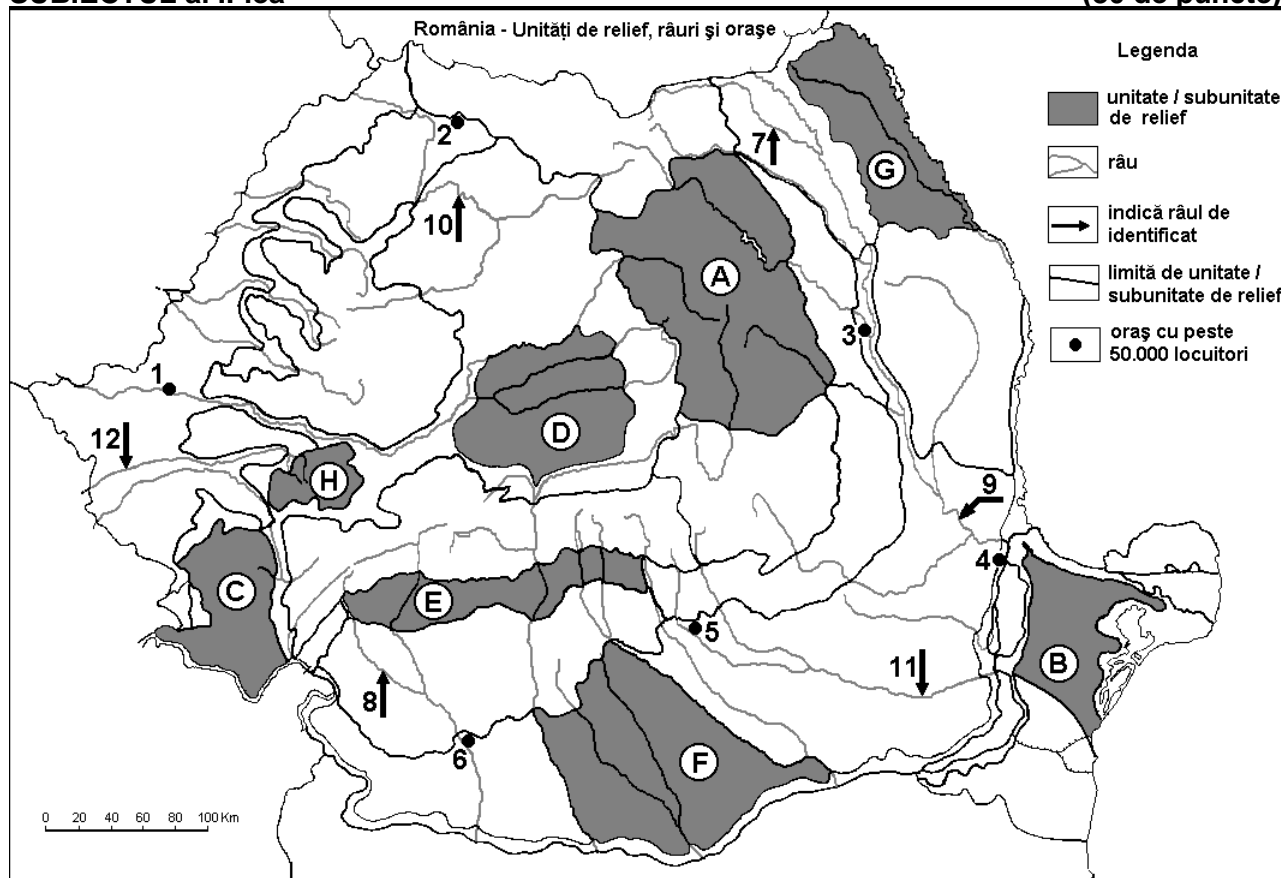 România - Unități de relief, râuri și orașe
Legenda
unitate / subunitate
de relief
râu
indică râul de
identificat
limită de unitate /
subunitate de relief
oraș cu peste
50.000 locuitori
2
7
G
10
A
3
1
12
D
H
9
4
C
E
5
B
11
8
6
F
0 20 40 60 80 100 Km